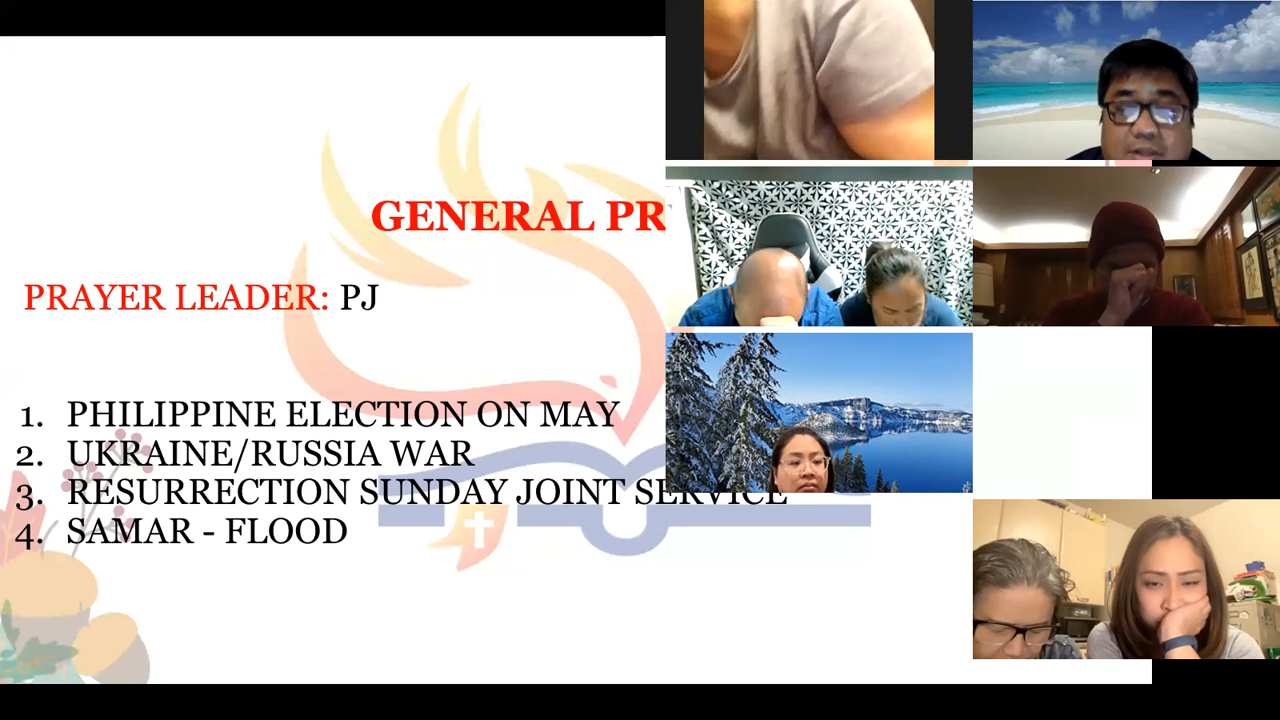 GENERAL PR
PRAYER LEADER: PJ
1. PHILIPPINE ELECTION ON MAY
2. UKRAINE/RUSSIA WAR
3. RESURRECTION SUNDAY JOINT SERVICE
4. SAMAR - FLOOD